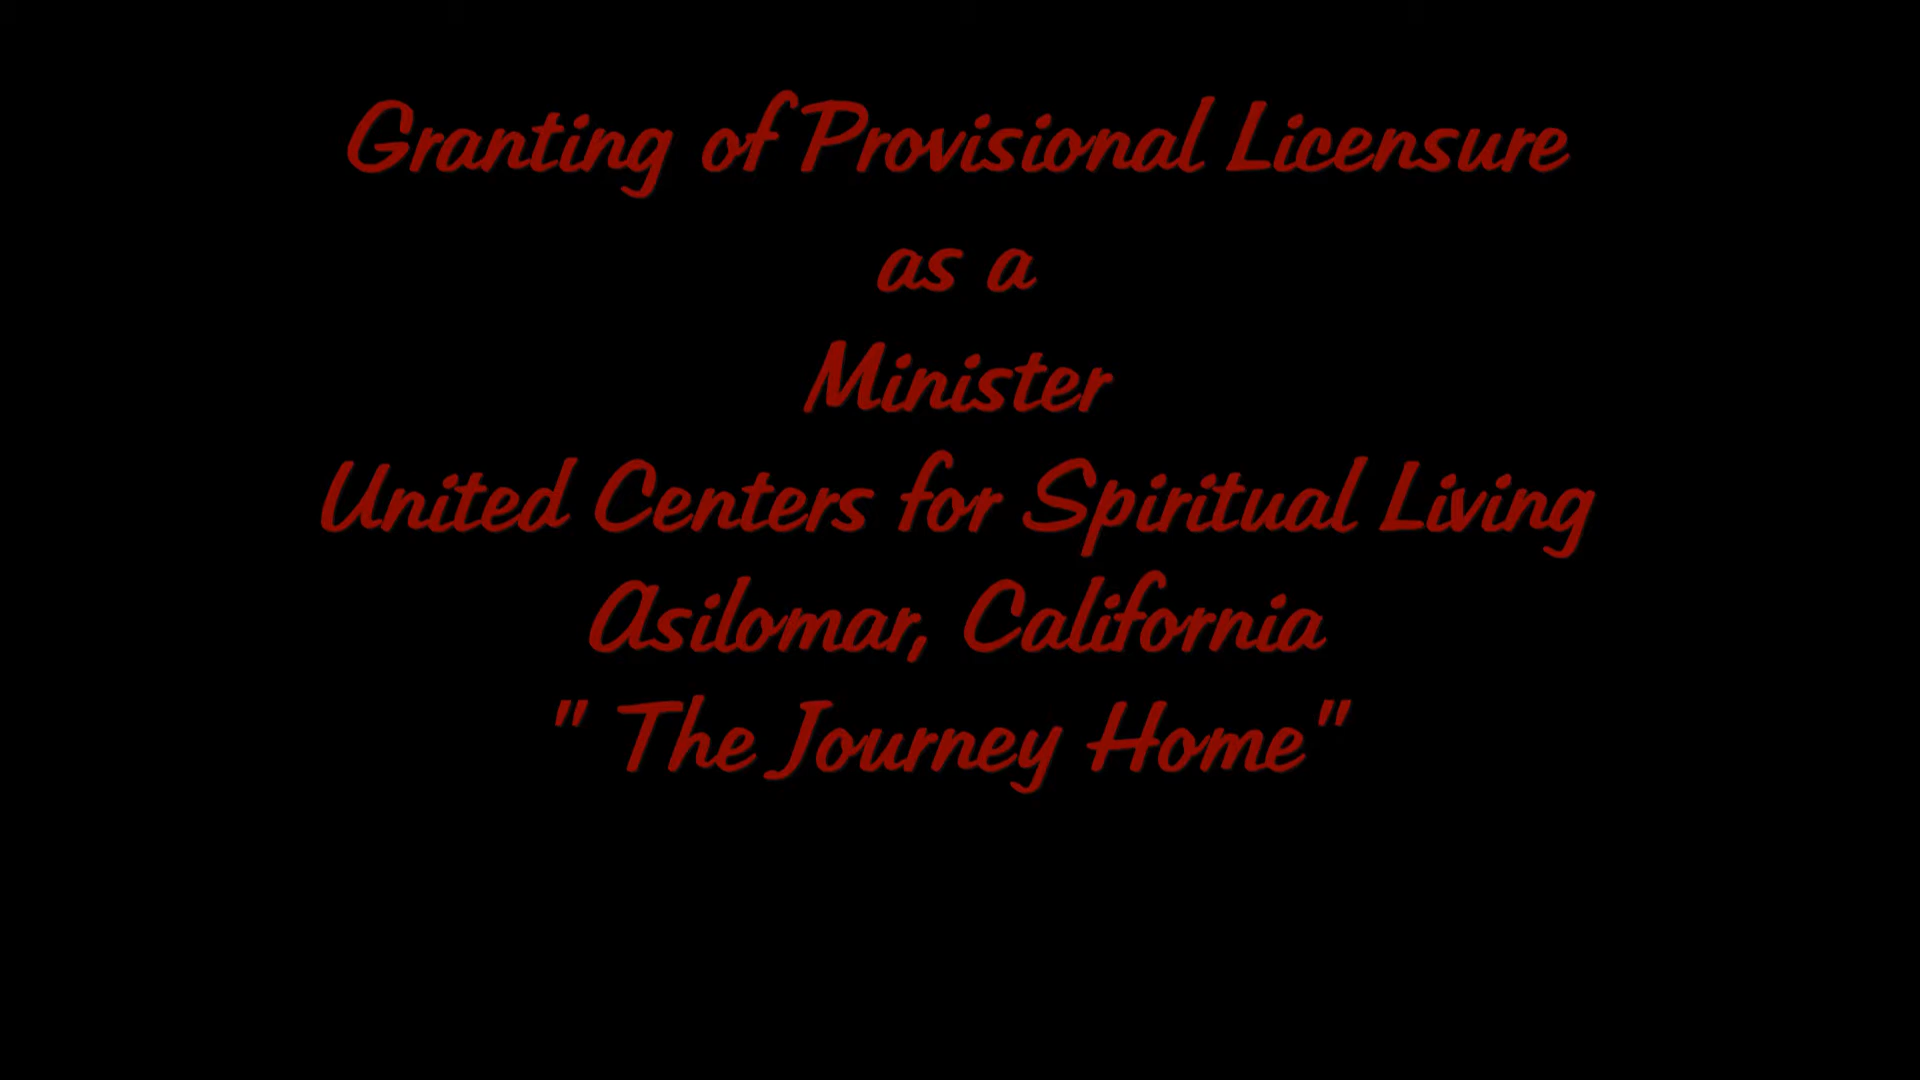 Granting of Provisional Licensure
as a
Minister
United Centers for Spiritual Living
Asilomar, California
" The Journey Home"